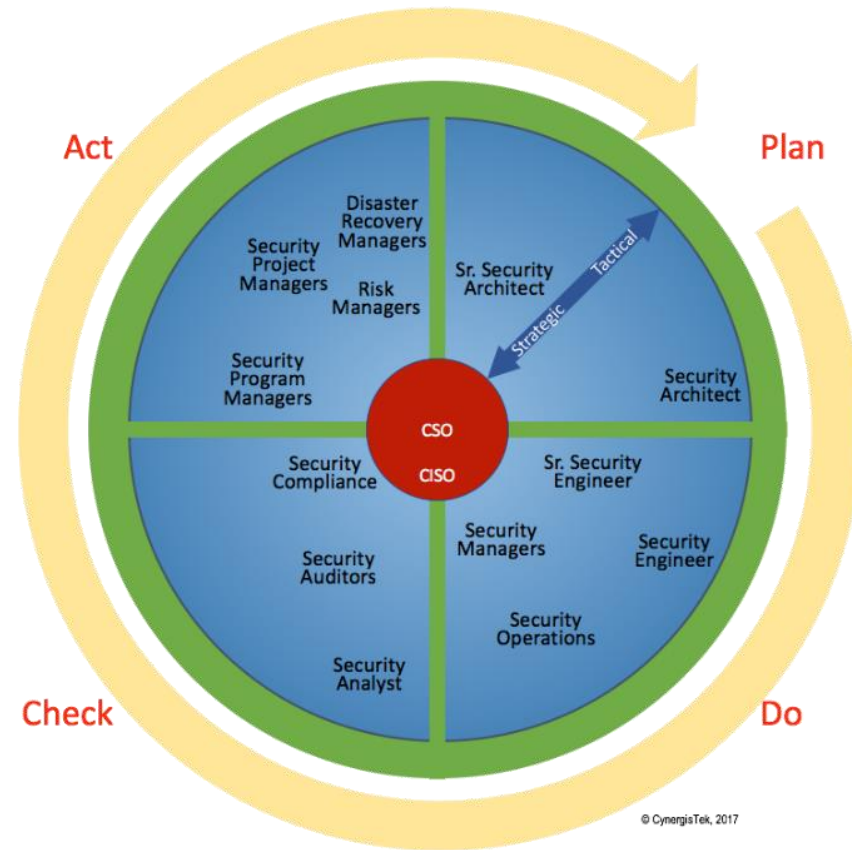 Act
Plan
Disaster
Recovery
Managers
Security
Project
Managers
Risk
Managers
Security
Program
Managers
Sr. Security
Architect
Tactical
Strategic
Security
Architect
CSO
CISO
Security
Compliance
Security
Auditors
Security
Analyst
Sr. Security
Engineer
Security
Managers
Security
Engineer
Security
Operations
Check
Do
© CynergisTek, 2017